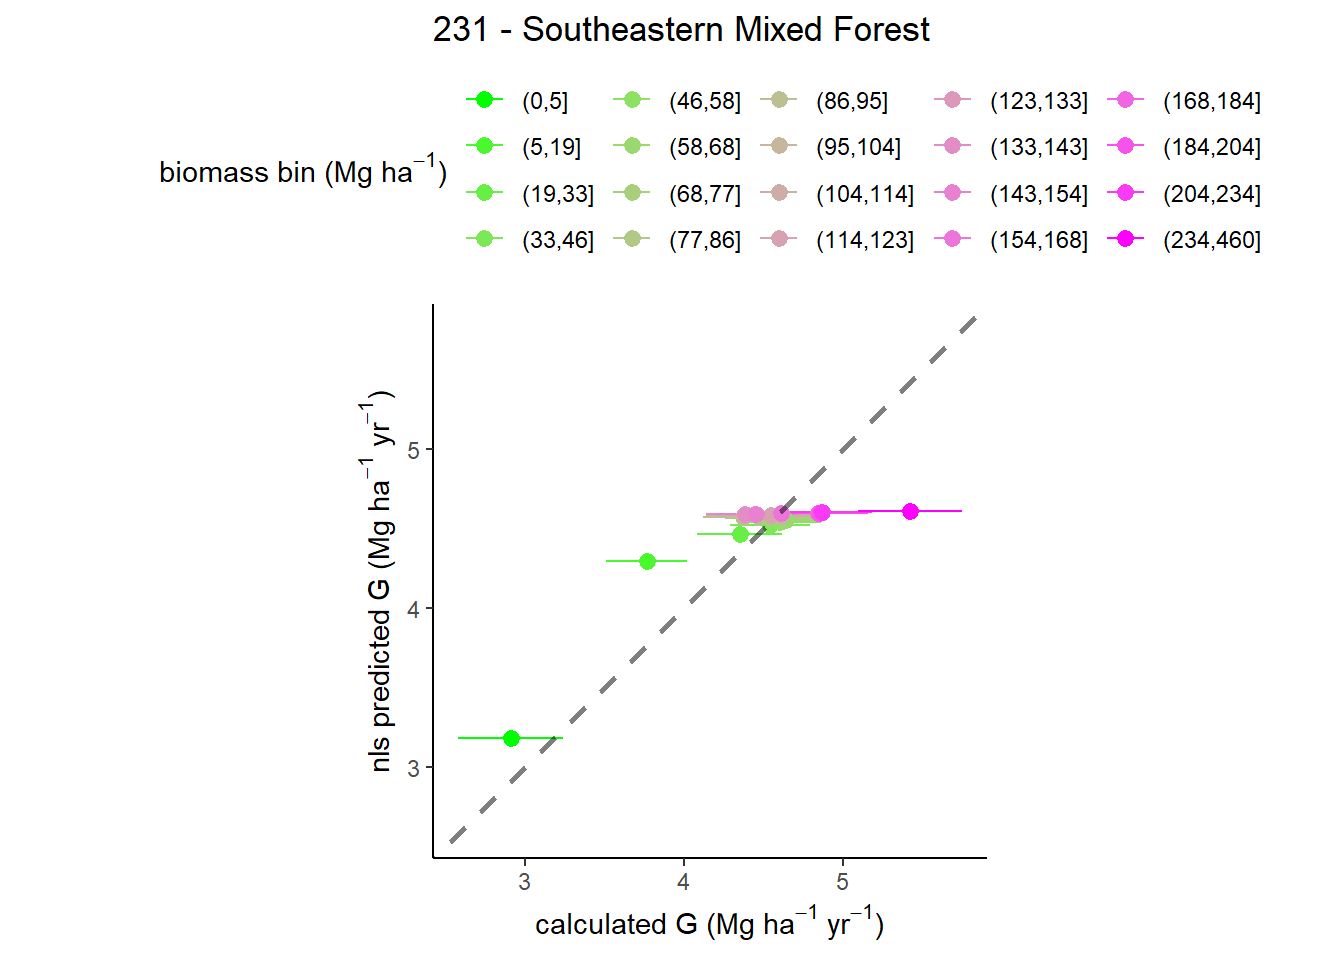 231 - Southeastern Mixed Forest
biomass bin (Mg ha⁻¹)
(0,5] (46,58] (86,95] (123,133] (168,184]
(5,19] (58,68] (95,104] (133,143] (184,204]
(19,33] (68,77] (104,114] (143,154] (204,234]
(33,46] (77,86] (114,123] (154,168] (234,460]
nls predicted G (Mg ha⁻¹ yr⁻¹)
5
4
3
3 4 5
calculated G (Mg ha⁻¹ yr⁻¹)